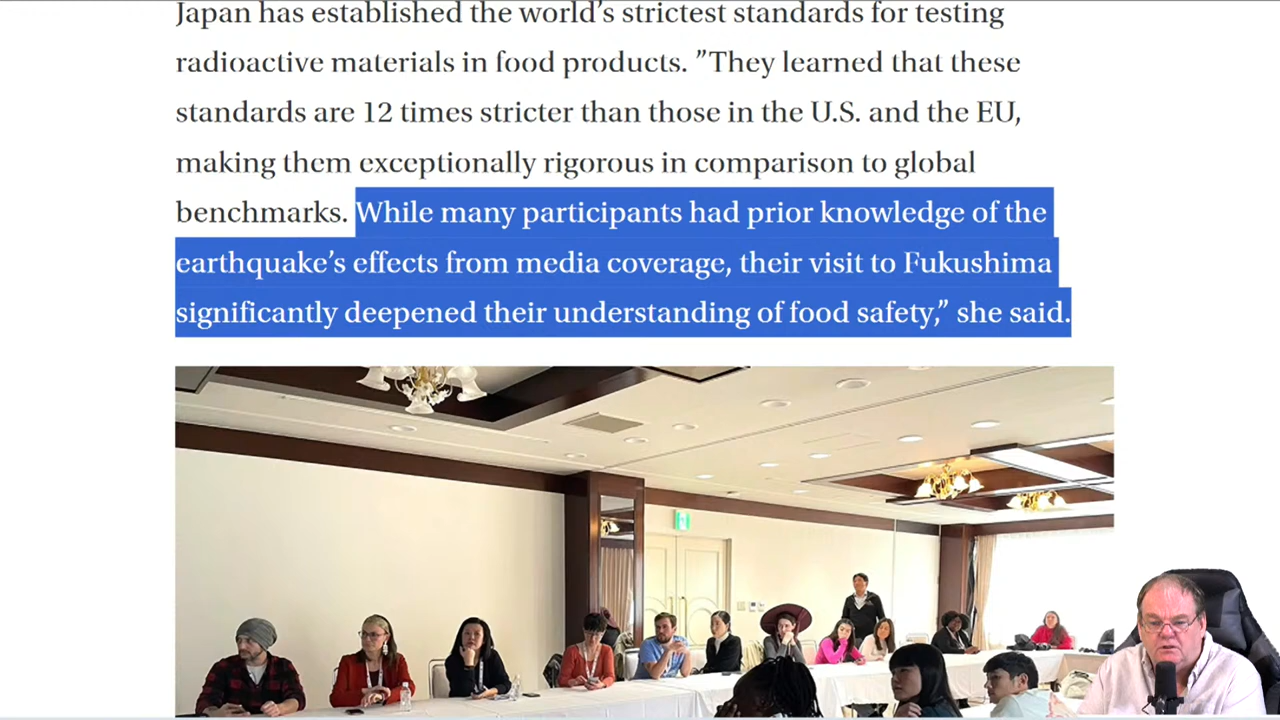 Japan has established the world’s strictest standards for testing
radioactive materials in food products. ”They learned that these
standards are 12 times stricter than those in the U.S. and the EU,
making them exceptionally rigorous in comparison to global
benchmarks. While many participants had prior knowledge of the
earthquake’s effects from media coverage, their visit to Fukushima
significantly deepened their understanding of food safety,” she said.